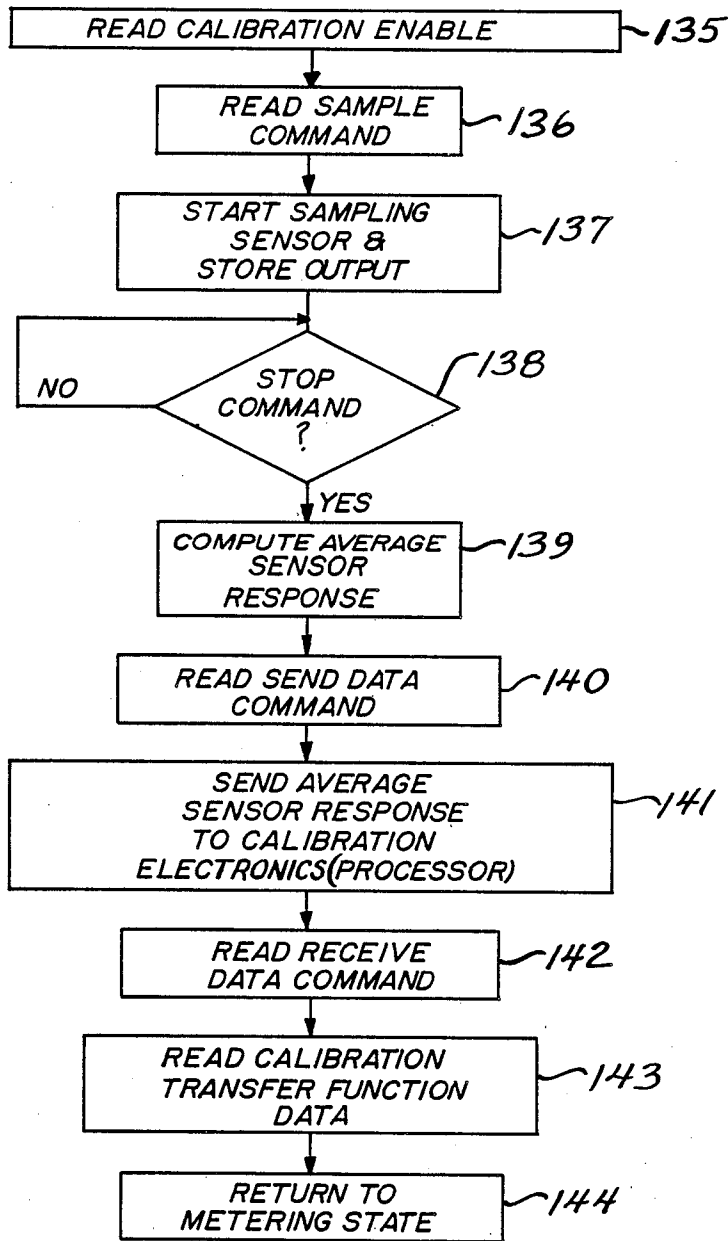 READ CALIBRATION ENABLE 135
READ SAMPLE 136
COMMAND
START SAMPLING 137
SENSOR &
STORE OUTPUT
138
STOP
COMMAND
?
NO
YES
COMPUTE AVERAGE 139
SENSOR
RESPONSE
READ SEND DATA 140
COMMAND
SEND AVERAGE 141
SENSOR RESPONSE
TO CALIBRATION
ELECTRONICS(PROCESSOR)
READ RECEIVE 142
DATA COMMAND
READ CALIBRATION 143
TRANSFER FUNCTION
DATA
RETURN TO 144
METERING STATE